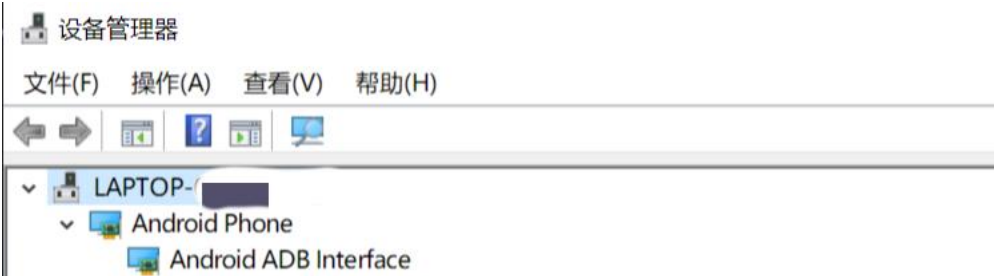 设备管理器
文件(F) 操作(A) 查看(V) 帮助(H)
?
LAPTOP-
Android Phone
Android ADB Interface